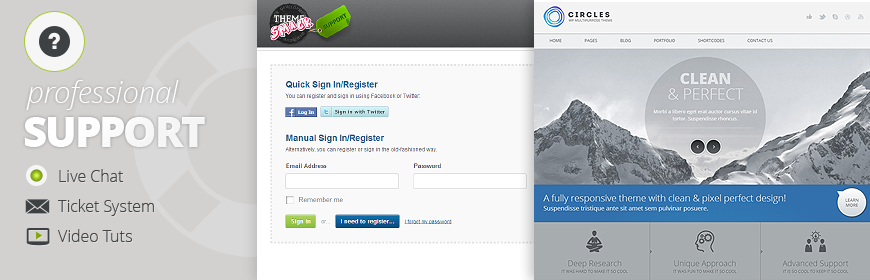 ?
professional
SUPPORT
Live Chat
Ticket System
Video Tuts
THEME
SUPPORT
Quick Sign In/Register
You can register and sign in using Facebook or Twitter:
f Log In
t Sign in with Twitter
Manual Sign In/Register
Alternatively, you can register or sign in the old-fashioned way.
Email Address
Password
Remember me
Sign in
or...
I need to register...
I forgot my password
CIRCLES
WP MULTIPURPOSE THEME
HOME
PAGES
BLOG
PORTFOLIO
SHORTCODES
CONTACT US
CLEAN
& PERFECT
Morbi a libero eget erat auctor cursus vitae id
tortor. Suspendisse rhoncus.
A fully responsive theme with clean & pixel perfect design!
Suspendisse tristique ante sit amet sem pulvinar posuere.
LEARN
MORE
Deep Research
IT WAS HARD TO MAKE IT SO COOL
Unique Approach
IT WAS FUN TO MAKE IT SO COOL
Advanced Support
IT IS SO COOL TO KEEP IT SO COOL